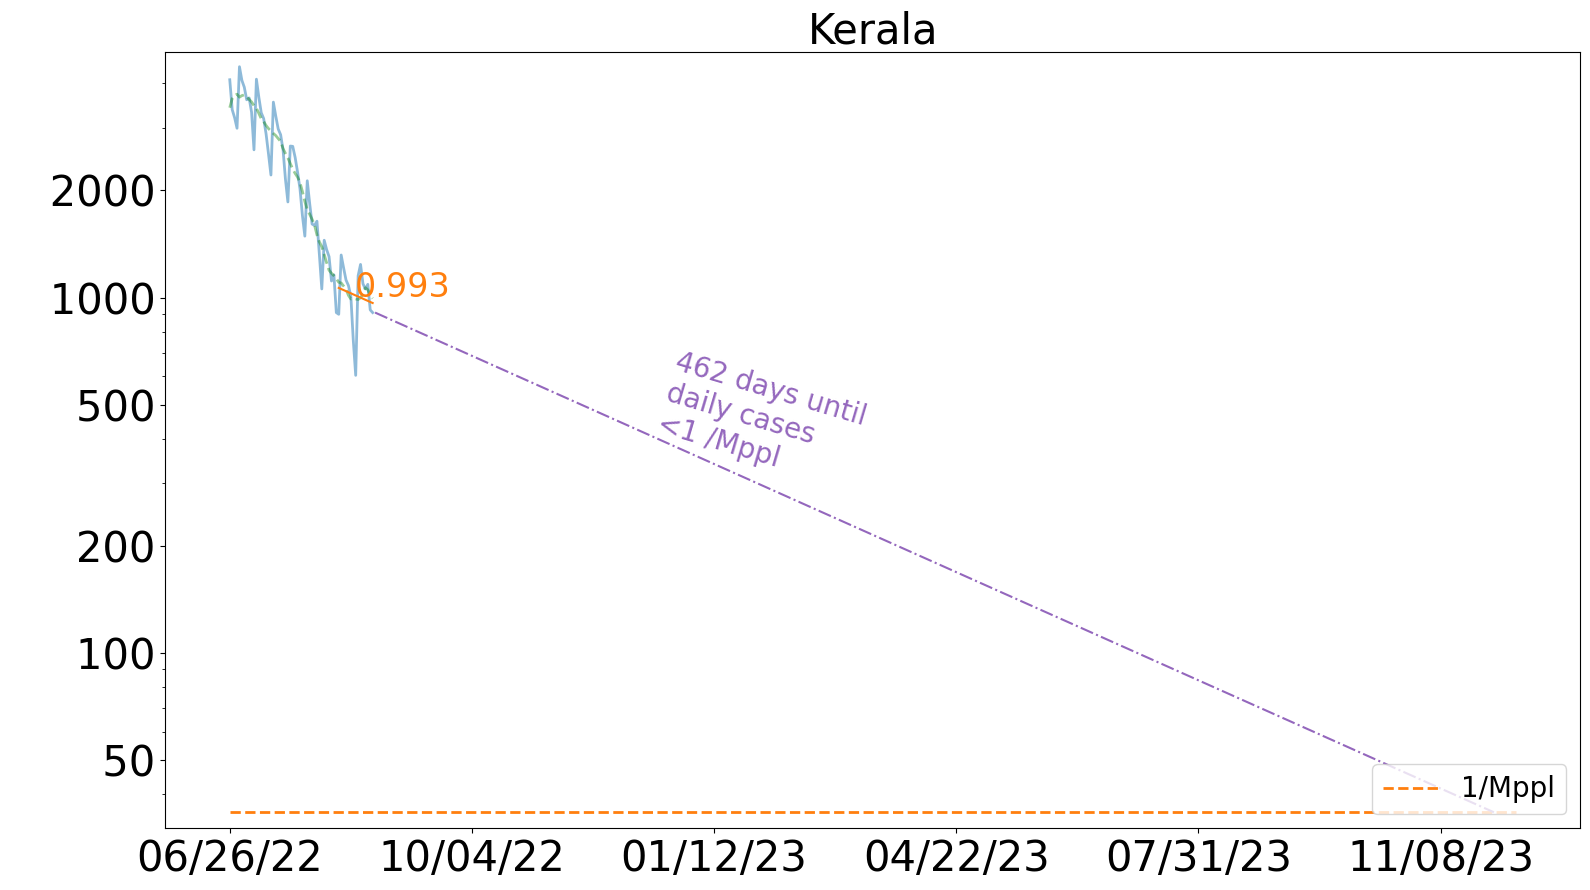 Kerala
2000
1000
500
200
100
50
0.993
462 days until
daily cases
<1 /Mppl
1/Mppl
06/26/22
10/04/22
01/12/23
04/22/23
07/31/23
11/08/23